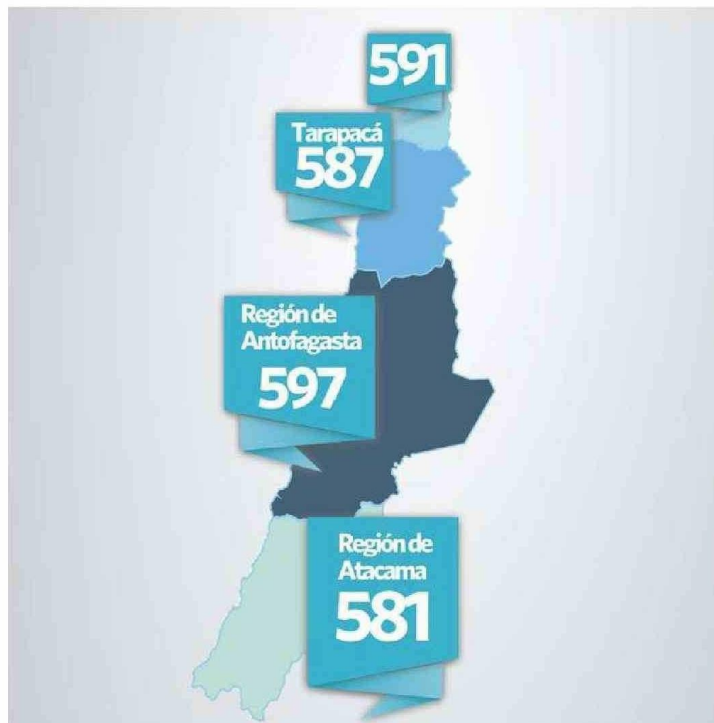 591
Tarapacá
587
Región de
Antofagasta
597
Región de
Atacama
581